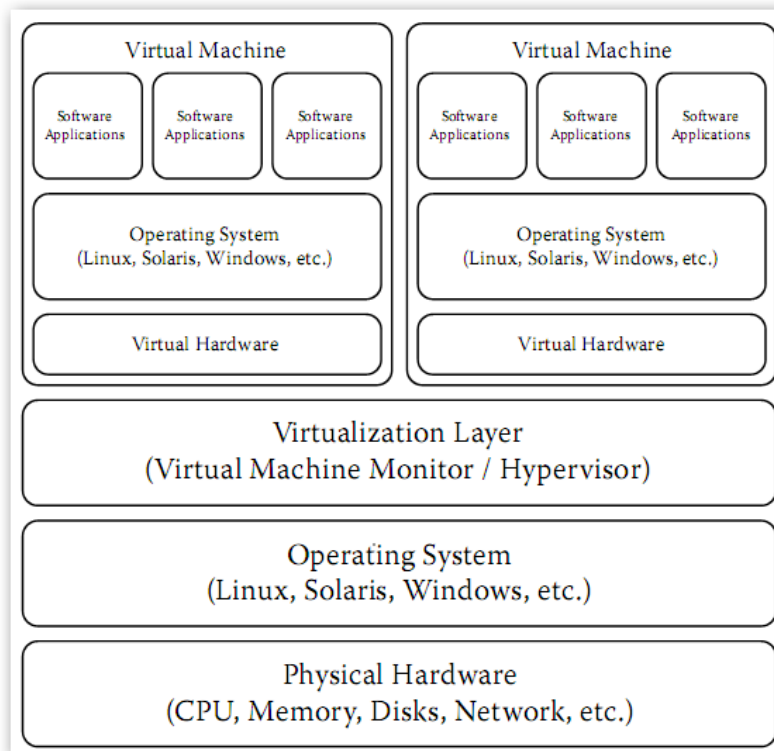 Virtual Machine
Software
Applications
Software
Applications
Software
Applications
Operating System
(Linux, Solaris, Windows, etc.)
Virtual Hardware
Virtual Machine
Software
Applications
Software
Applications
Software
Applications
Operating System
(Linux, Solaris, Windows, etc.)
Virtual Hardware
Virtualization Layer
(Virtual Machine Monitor / Hypervisor)
Operating System
(Linux, Solaris, Windows, etc.)
Physical Hardware
(CPU, Memory, Disks, Network, etc.)